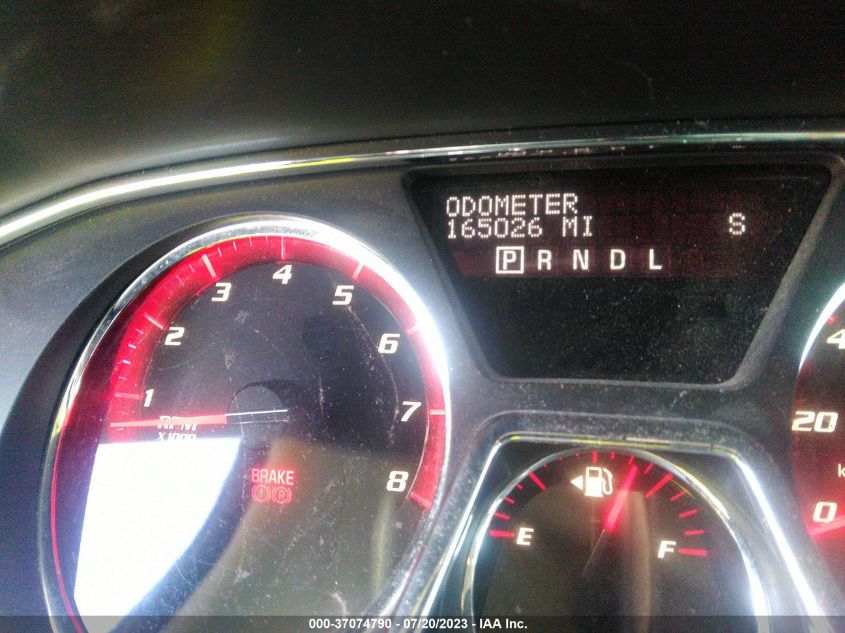 ODOMETER
165026 MI S
P R N D L
1 2 3 4 5 6 7 8
RPM
X1000
BRAKE
P
E F
4
20
0
k
000-37074790 - 07/20/2023 - IAA Inc.